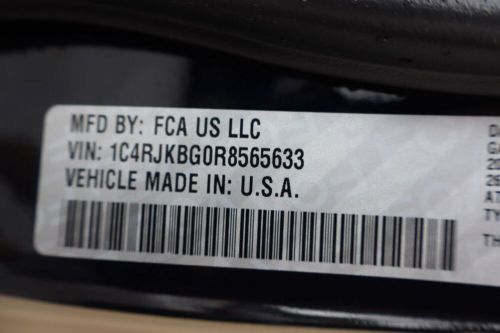 MFD BY: FCA US LLC
VIN: 1C4RJKBG0R8565633
VEHICLE MADE IN: U.S.A.